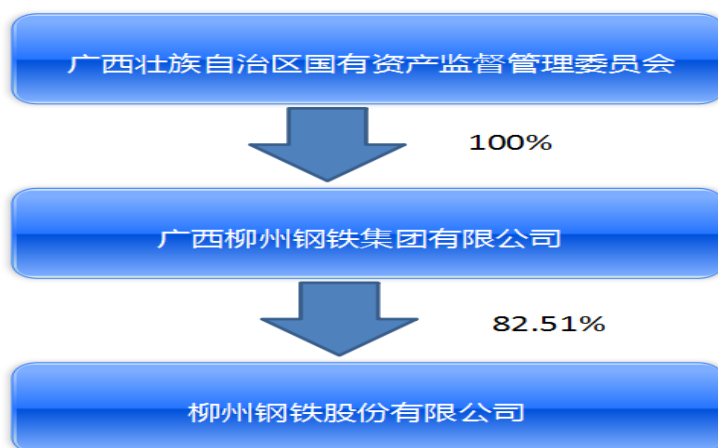 广西壮族自治区国有资产监督管理委员会
100%
广西柳州钢铁集团有限公司
82.51%
柳州钢铁股份有限公司